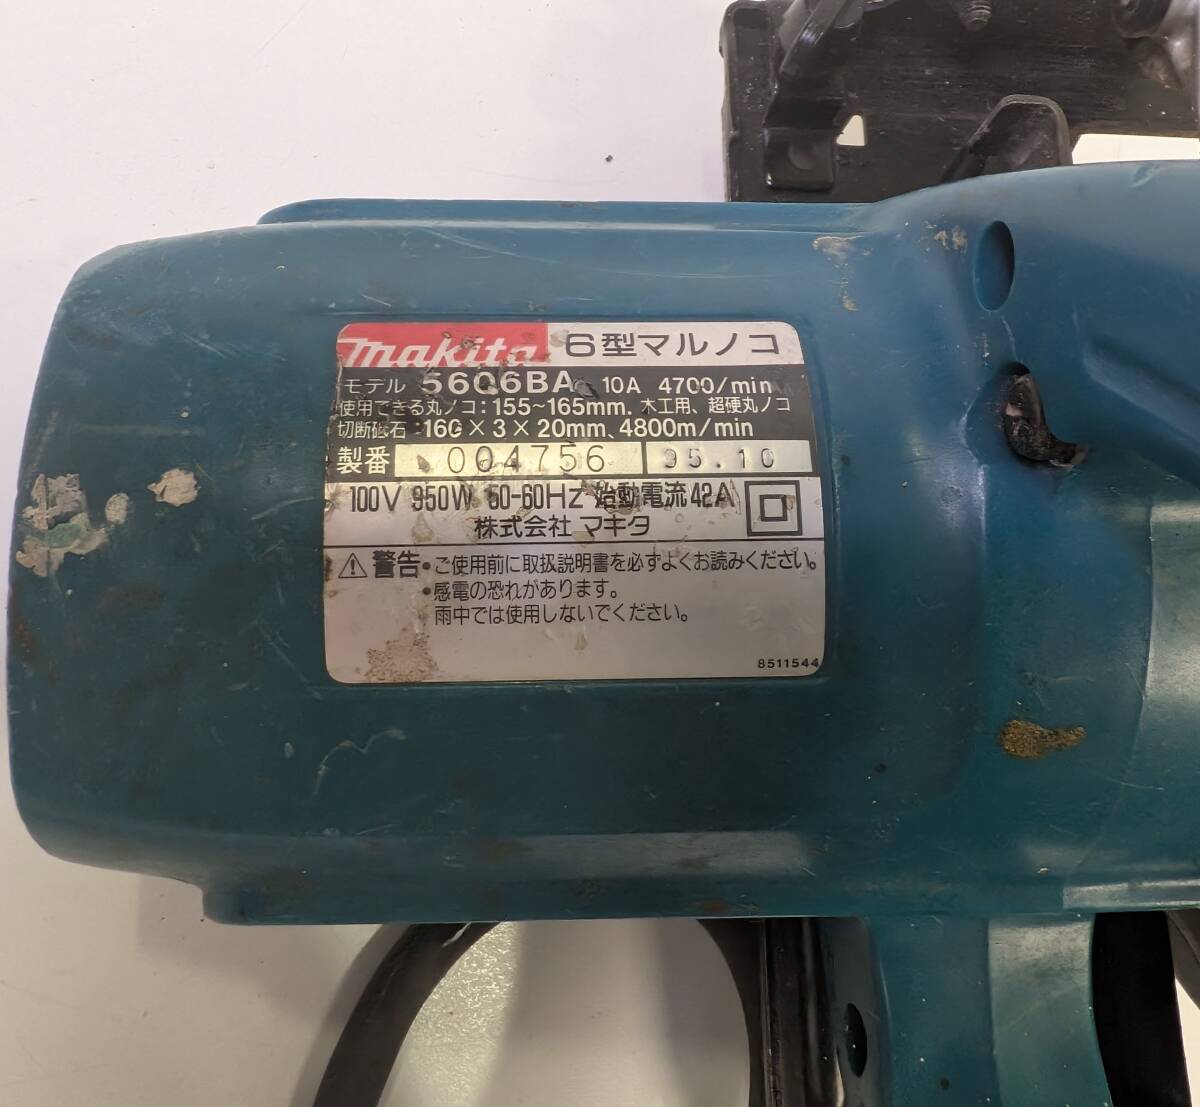 makita 6型マルノコ
モデル 5606BA 10A 4700/min
使用できる丸ノコ:155~165mm. 木工用、超硬丸ノコ
切断砥石:160×3×20mm、4800m/min
製番 004756 95.10
100V 950W 50-60Hz 始動電流42A
株式会社 マキタ
⚠ 警告・ご使用前に取扱説明書を必ずよくお読みください。
・感電の恐れがあります。
雨中では使用しないでください。
8511544